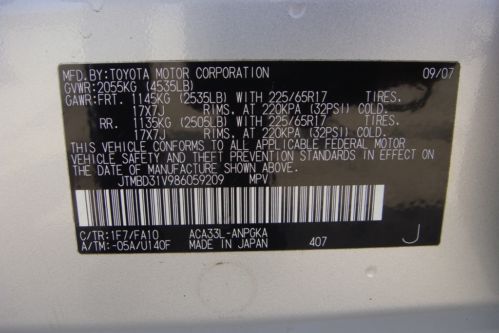 MFD.BY:TOYOTA MOTOR CORPORATION 09/07
GVWR: 2055KG (4535LB)
GAWR:FRT. 1145KG (2535LB) WITH 225/65R17 TIRES.
17X7J RIMS. AT 220KPA (32PSI) COLD.
RR. 1135KG (2505LB) WITH 225/65R17 TIRES.
17X7J RIMS. AT 220KPA (32PSI) COLD.
THIS VEHICLE CONFORMS TO ALL APPLICABLE FEDERAL MOTOR
VEHICLE SAFETY AND BUMPER STANDARDS IN EFFECT ON
THE DATE OF MANUFACTURE SHOWN ABOVE.
JTMBD31V986059209 MPV
C/TR:1F7/FA10 ACA33L-ANPGKA
A/TM:-05A/U140F MADE IN JAPAN 407 J